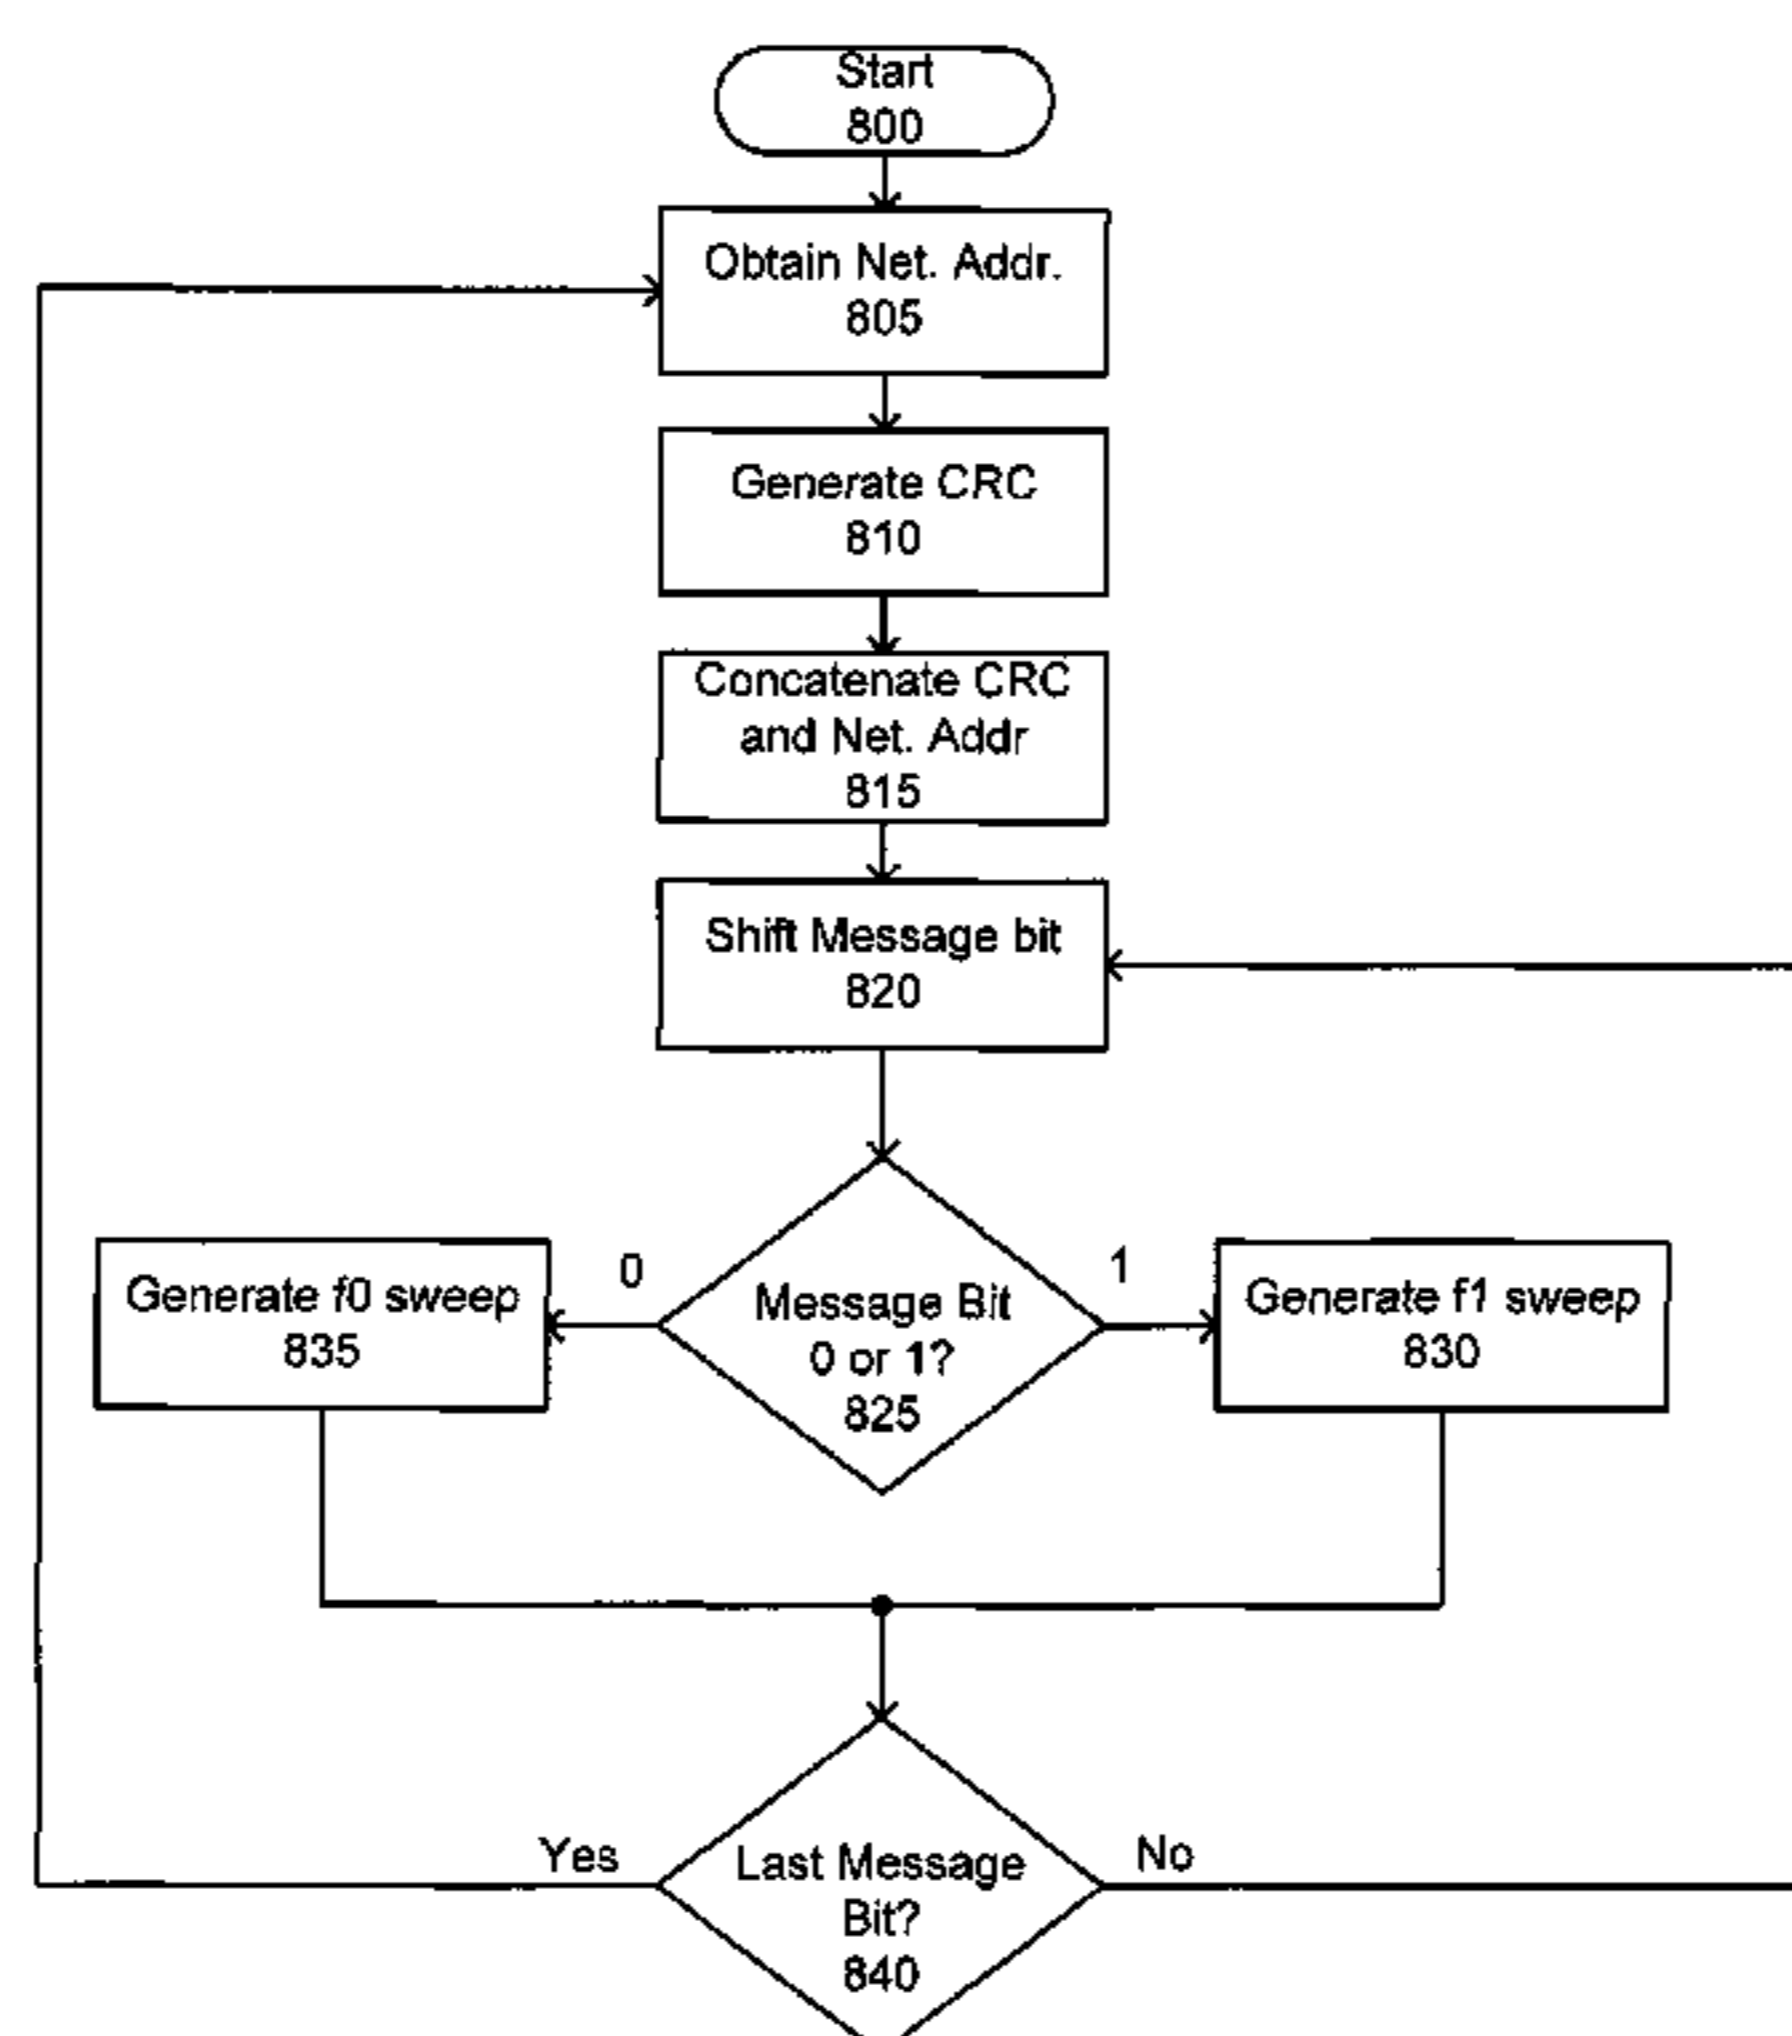 Start
800
Obtain Net. Addr.
805
Generate CRC
810
Concatenate CRC
and Net. Addr
815
Shift Message bit
820
0
1
Generate f0 sweep
835
Message Bit
0 or 1?
825
Generate f1 sweep
830
Yes
No
Last Message
Bit?
840